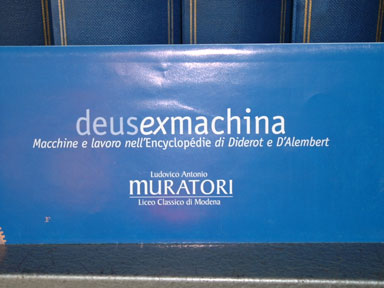 deusexmachina
Macchine e lavoro nell'Encyclopédie di Diderot e D'Alembert
Ludovico Antonio
MURATORI
Liceo Classico di Modena